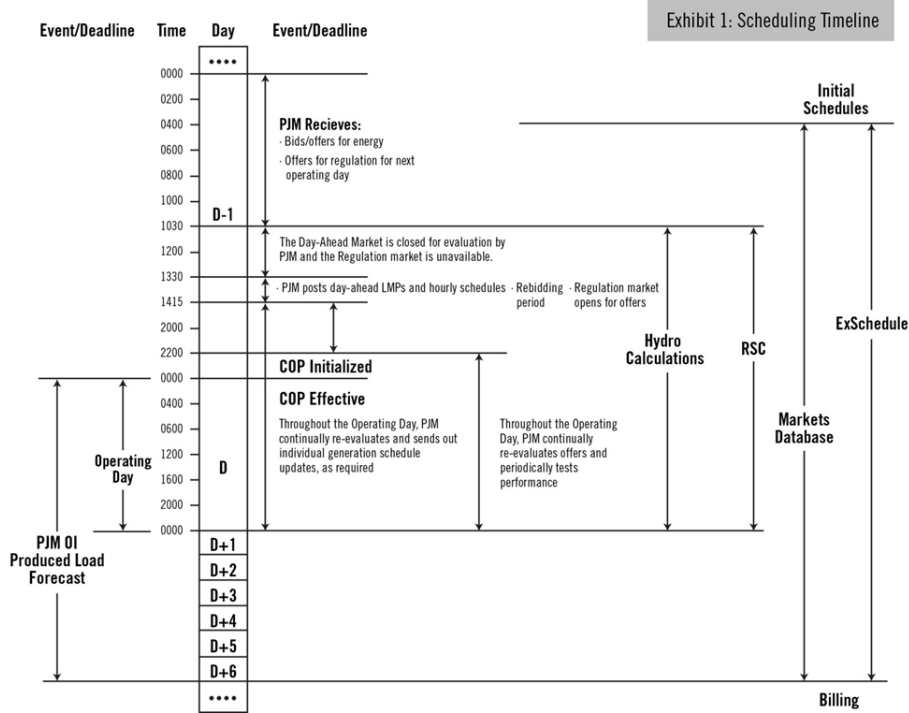 Exhibit 1: Scheduling Timeline
Event/Deadline Time Day Event/Deadline
••••
0000
0200
0400
0600
0800
1000
1030
1200
1330
1415
2000
2200
0000
0400
0600
1200
1600
2000
0000
D-1
D
D+1
D+2
D+3
D+4
D+5
D+6
••••
PJM Recieves:
· Bids/offers for energy
· Offers for regulation for next
operating day
The Day-Ahead Market is closed for evaluation by
PJM and the Regulation market is unavailable.
· PJM posts day-ahead LMPs and hourly schedules · Rebidding · Regulation market
period opens for offers
COP Initialized
COP Effective
Throughout the Operating Day, PJM
continually re-evaluates and sends out
individual generation schedule
updates, as required
Throughout the Operating
Day, PJM continually
re-evaluates offers and
periodically tests
performance
Operating
Day
PJM OI
Produced Load
Forecast
Hydro
Calculations
RSC
Initial
Schedules
Markets
Database
ExSchedule
Billing